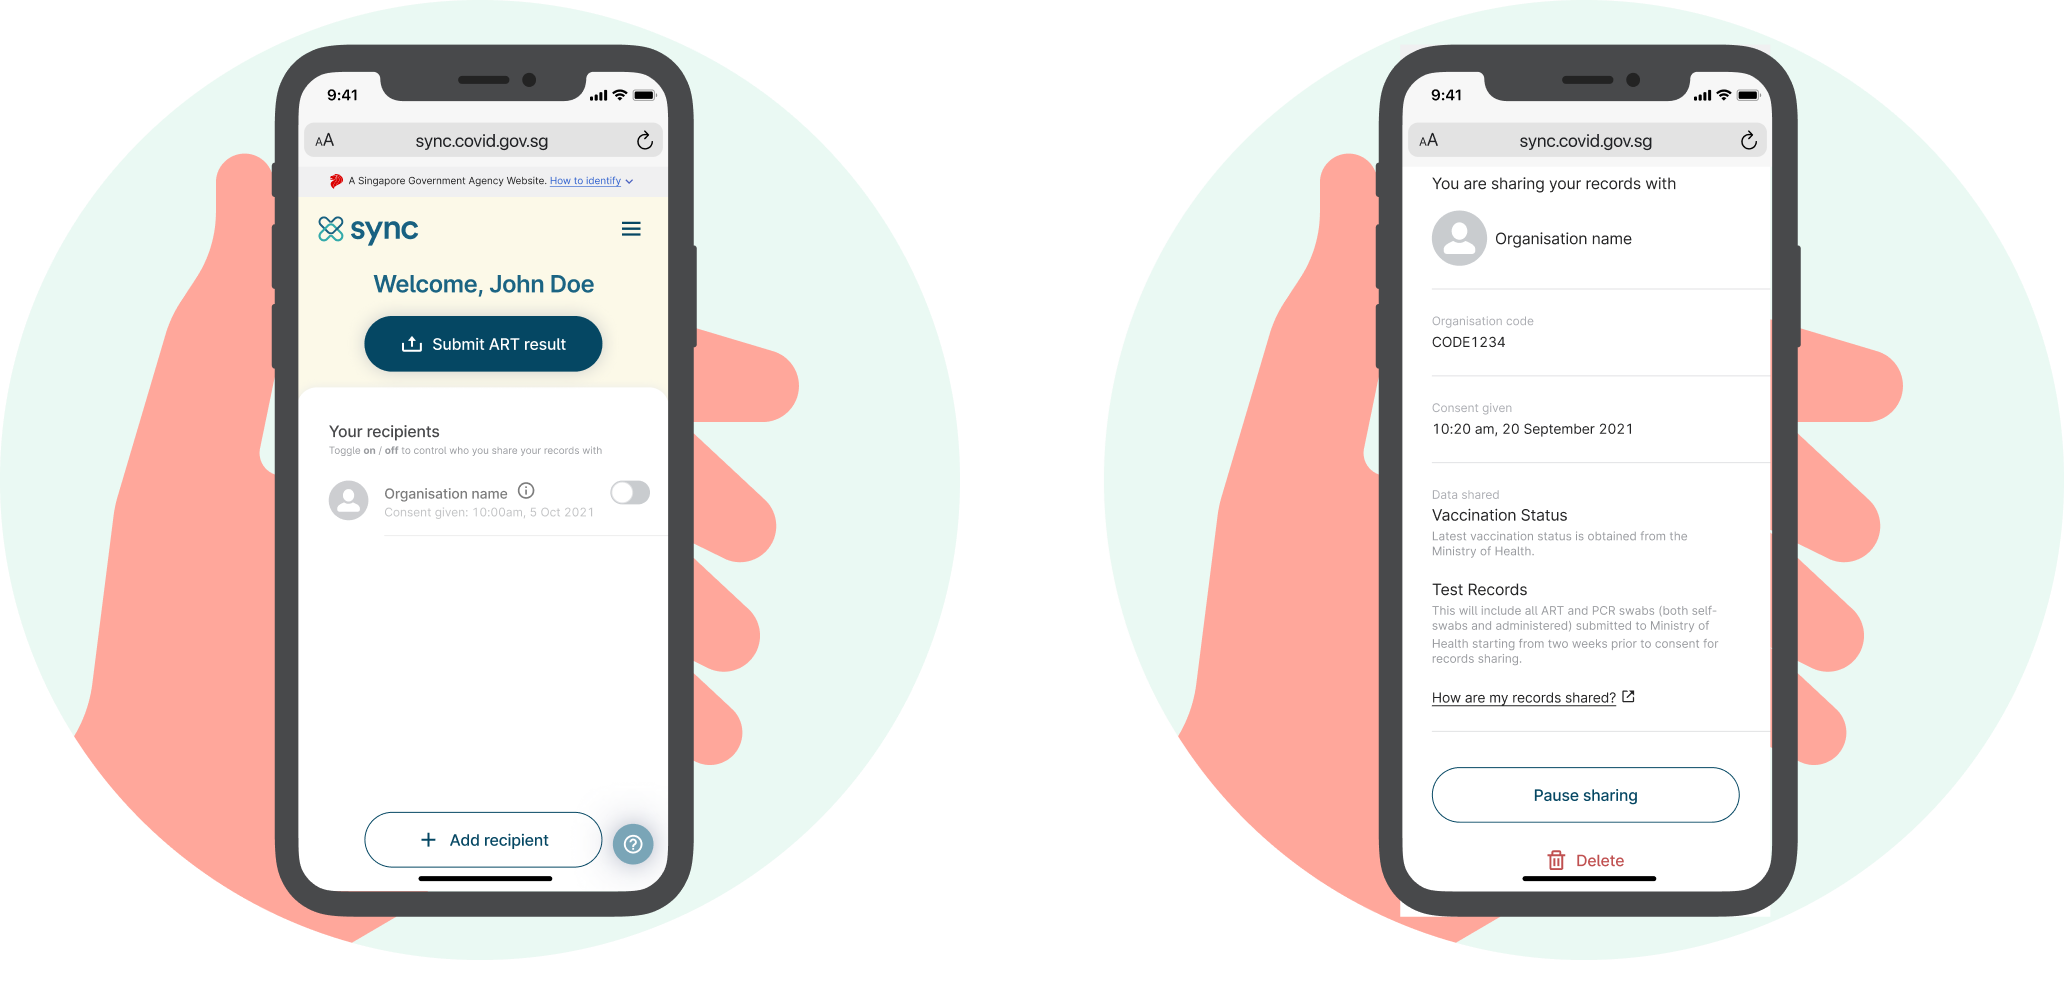 9:41
AA
sync.covid.gov.sg
A Singapore Government Agency Website. How to identify
sync
Welcome, John Doe
Submit ART result
Your recipients
Toggle on / off to control who you share your records with
Organisation name
Consent given: 10:00am, 5 Oct 2021
+ Add recipient
?
9:41
AA
sync.covid.gov.sg
You are sharing your records with
Organisation name
Organisation code
CODE1234
Consent given
10:20 am, 20 September 2021
Data shared
Vaccination Status
Latest vaccination status is obtained from the
Ministry of Health.
Test Records
This will include all ART and PCR swabs (both self-
swabs and administered) submitted to Ministry of
Health starting from two weeks prior to consent for
records sharing.
How are my records shared?
Pause sharing
Delete